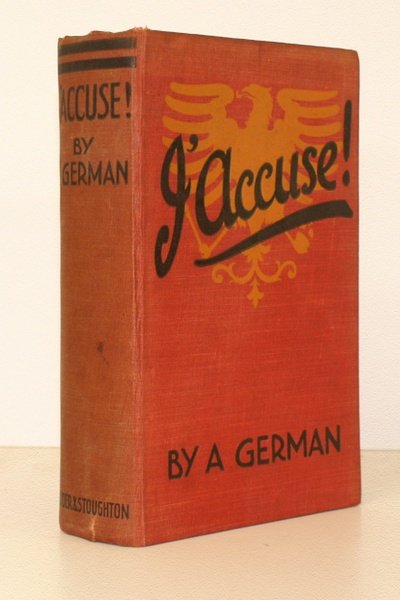 ACCUSE!
BY
GERMAN
DER & STOUGHTON
J'accuse!
BY A GERMAN